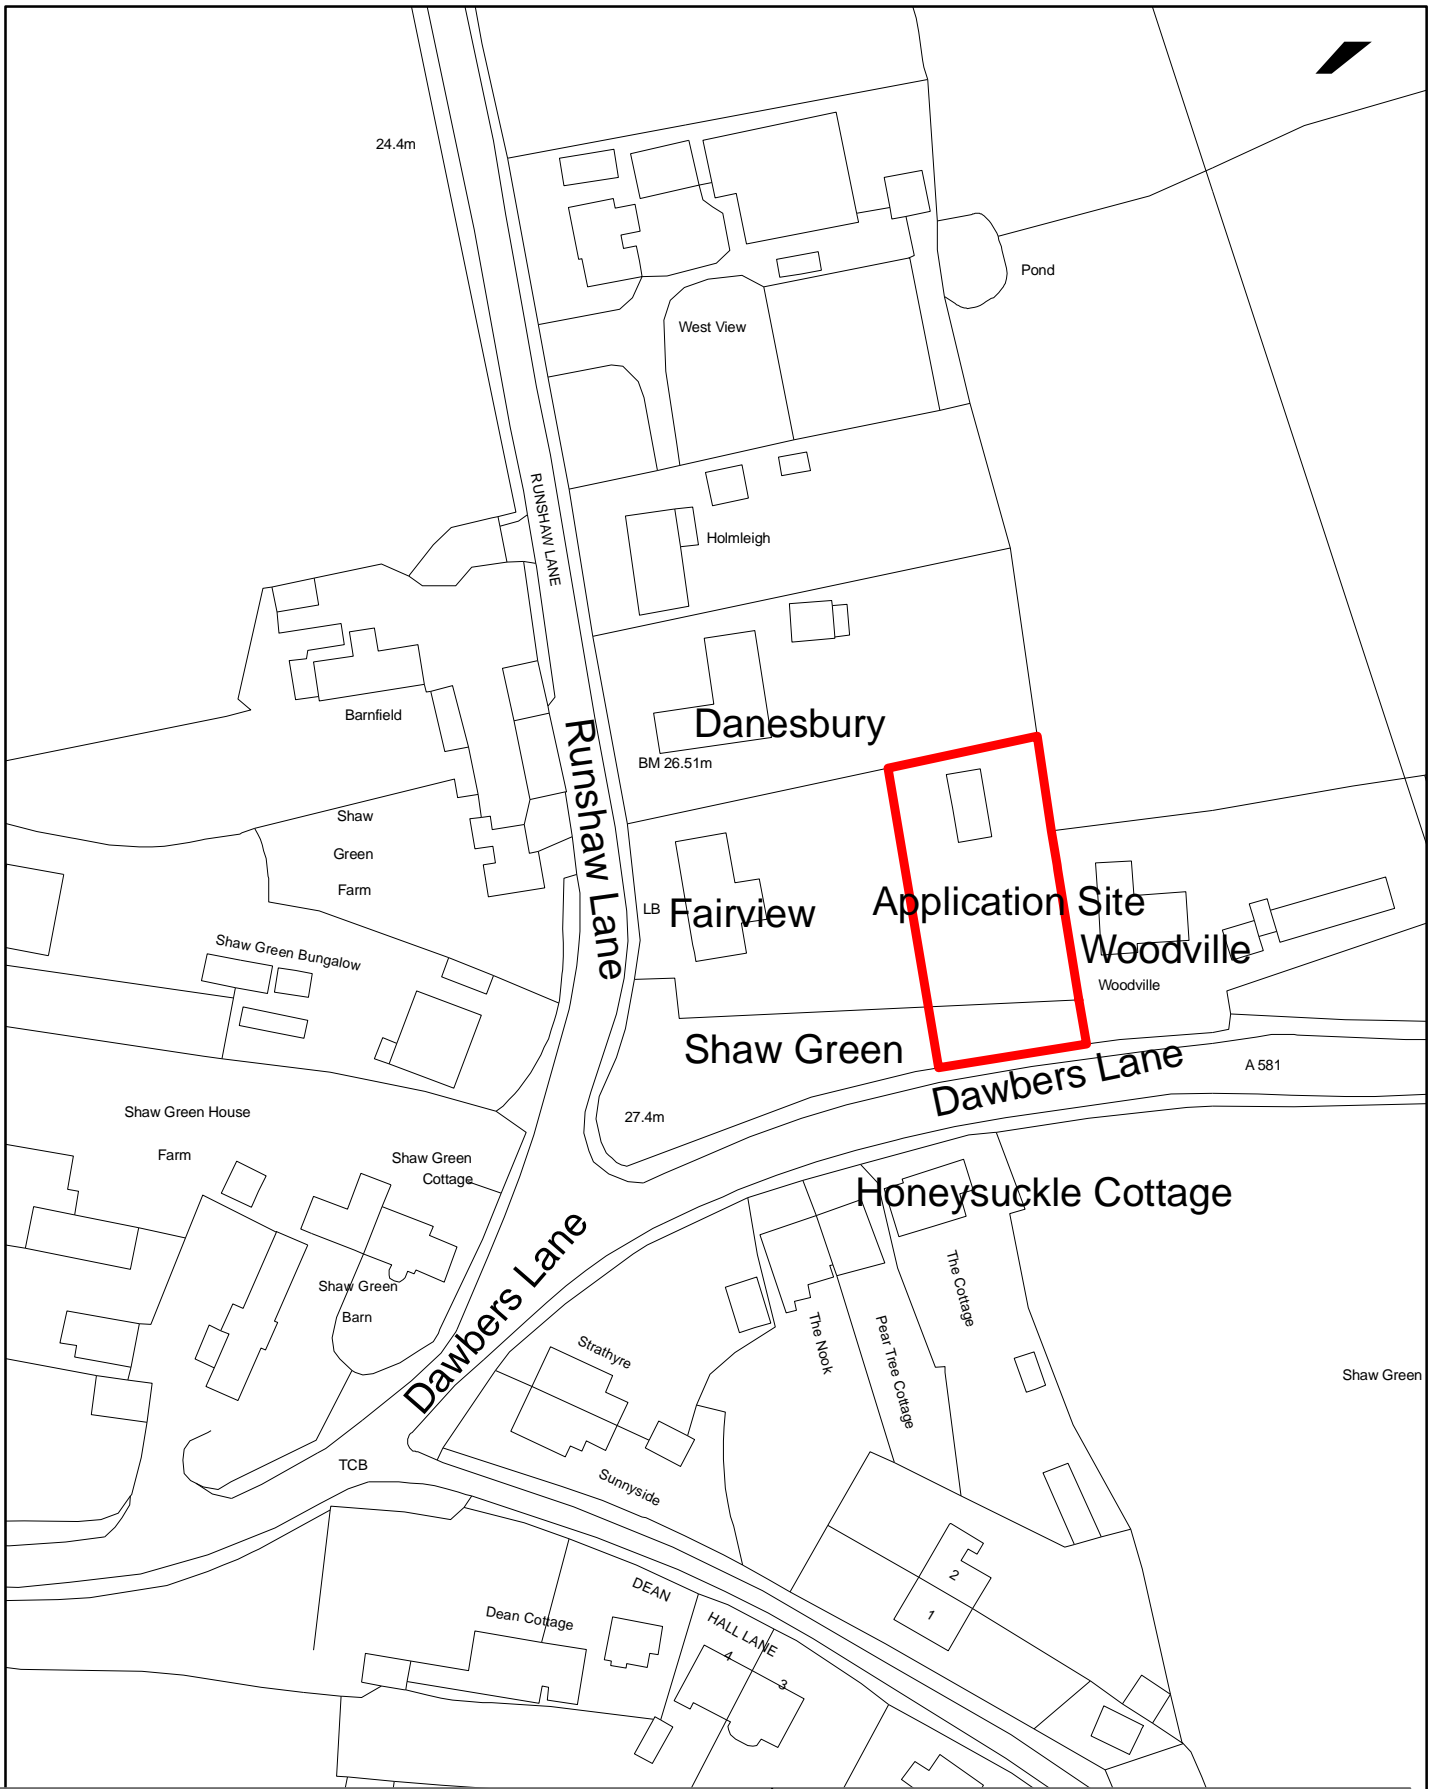 24.4m
Pond
West View
RUNSHAW LANE
Holmleigh
Barnfield
Runshaw Lane
Danesbury
BM 26.51m
Shaw
Green
Farm
LB
Fairview
Application Site
Shaw Green Bungalow
Woodville
Woodville
Shaw Green
Dawbers Lane
A 581
27.4m
Shaw Green House
Farm
Shaw Green
Cottage
Honeysuckle Cottage
Shaw Green
Barn
Dawbers Lane
The Cottage
The Nook
Pear Tree Cottage
Strathyre
Shaw Green
TCB
Sunnyside
2
1
DEAN
HALL LANE
Dean Cottage
4
3